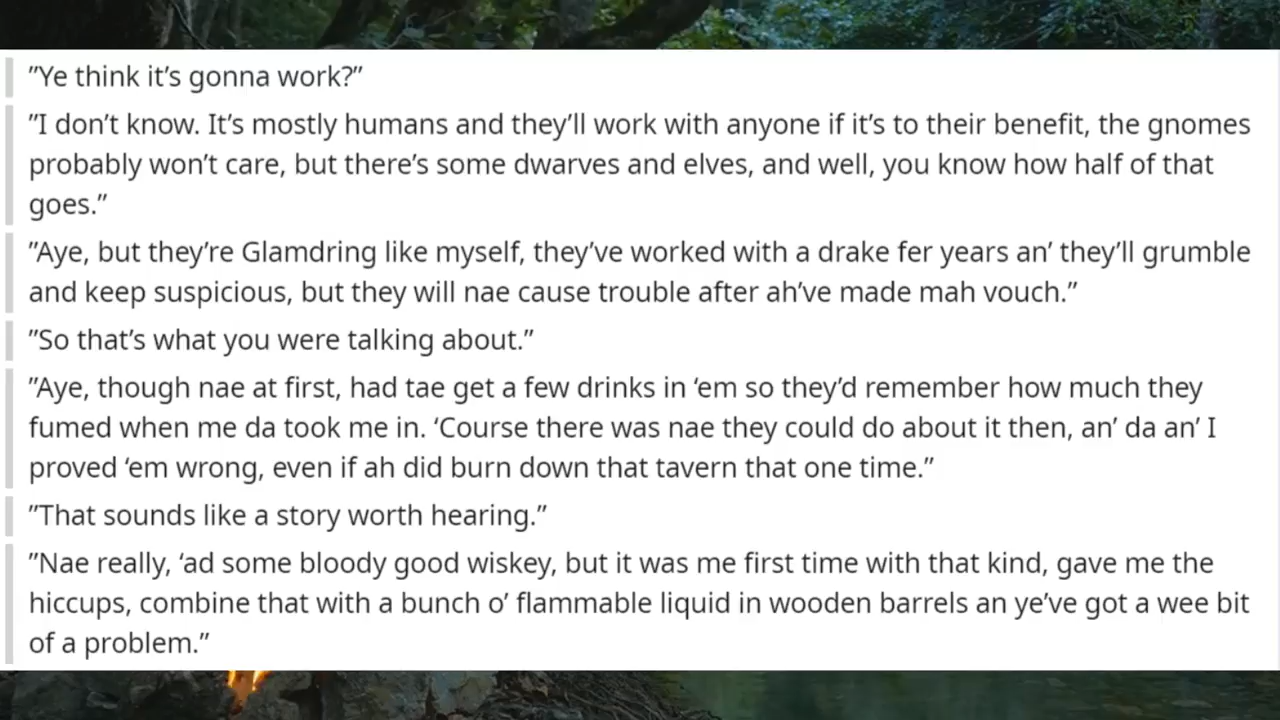 ”Ye think it’s gonna work?”
”I don’t know. It’s mostly humans and they’ll work with anyone if it’s to their benefit, the gnomes
probably won’t care, but there’s some dwarves and elves, and well, you know how half of that
goes.”
”Aye, but they’re Glamdring like myself, they’ve worked with a drake fer years an’ they’ll grumble
and keep suspicious, but they will nae cause trouble after ah’ve made mah vouch.”
”So that’s what you were talking about.”
”Aye, though nae at first, had tae get a few drinks in ‘em so they’d remember how much they
fumed when me da took me in. ‘Course there was nae they could do about it then, an’ da an’ I
proved ‘em wrong, even if ah did burn down that tavern that one time.”
”That sounds like a story worth hearing.”
”Nae really, ‘ad some bloody good wiskey, but it was me first time with that kind, gave me the
hiccups, combine that with a bunch o’ flammable liquid in wooden barrels an ye’ve got a wee bit
of a problem.”